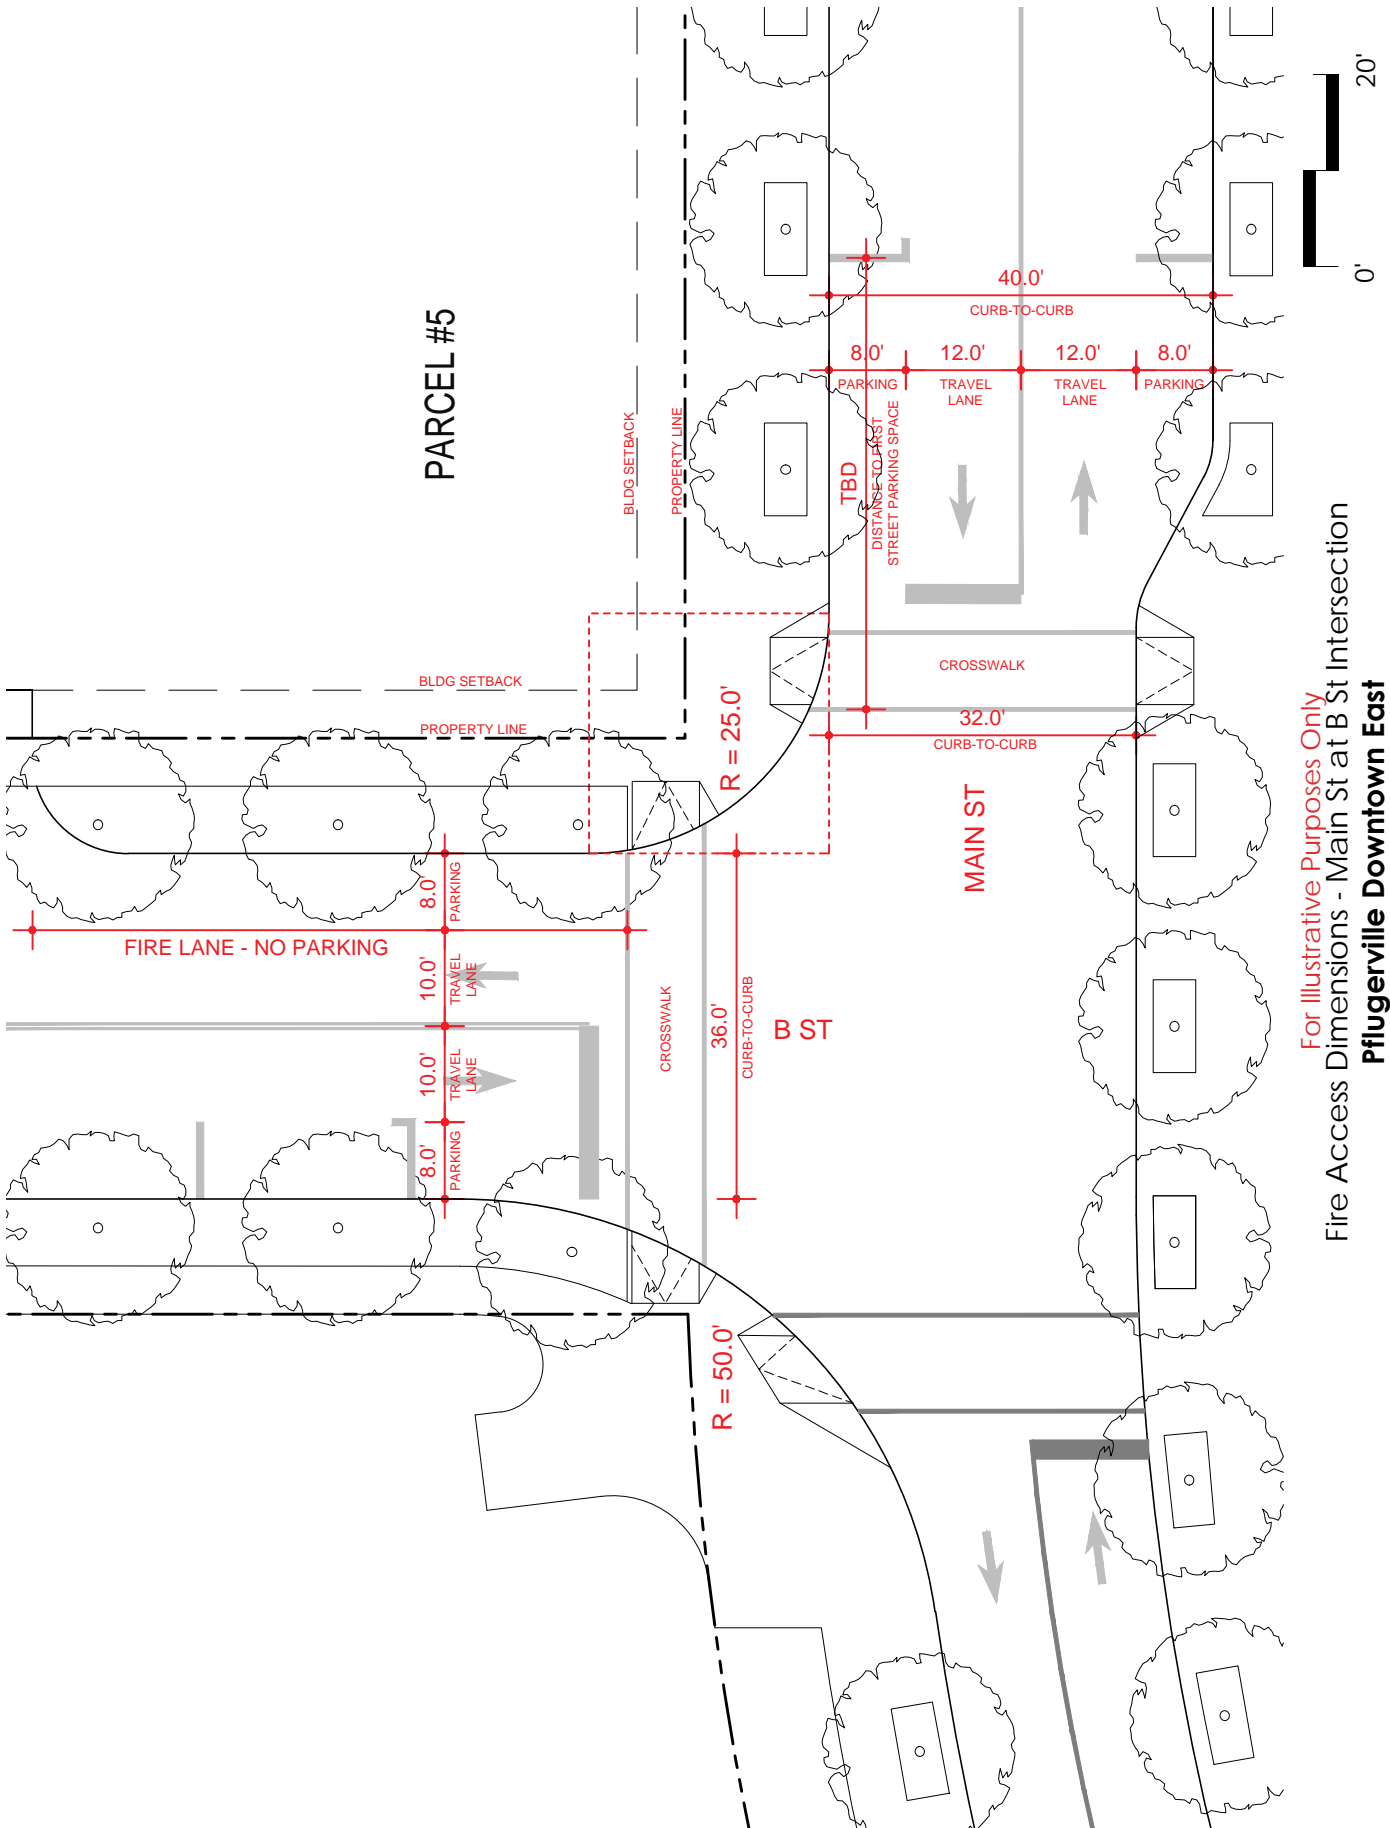 20'
0'
40.0'
CURB-TO-CURB
8.0'
12.0'
12.0'
8.0'
PARKING
TRAVEL
LANE
TRAVEL
LANE
PARKING
PARCEL #5
BLDG SETBACK
PROPERTY LINE
TBD
DISTANCE TO FIRST
STREET PARKING SPACE
BLDG SETBACK
PROPERTY LINE
R = 25.0'
CROSSWALK
32.0'
CURB-TO-CURB
MAIN ST
8.0'
PARKING
FIRE LANE - NO PARKING
10.0'
TRAVEL
LANE
10.0'
TRAVEL
LANE
8.0'
PARKING
CROSSWALK
36.0'
CURB-TO-CURB
B ST
R = 50.0'
For Illustrative Purposes Only
Fire Access Dimensions - Main St at B St Intersection
Pflugerville Downtown East